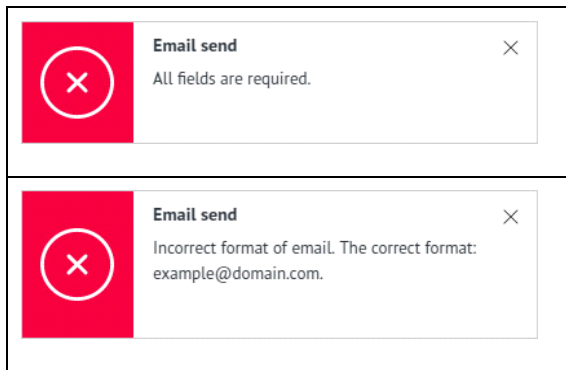 Email send
All fields are required.
Email send
Incorrect format of email. The correct format:
example@domain.com.